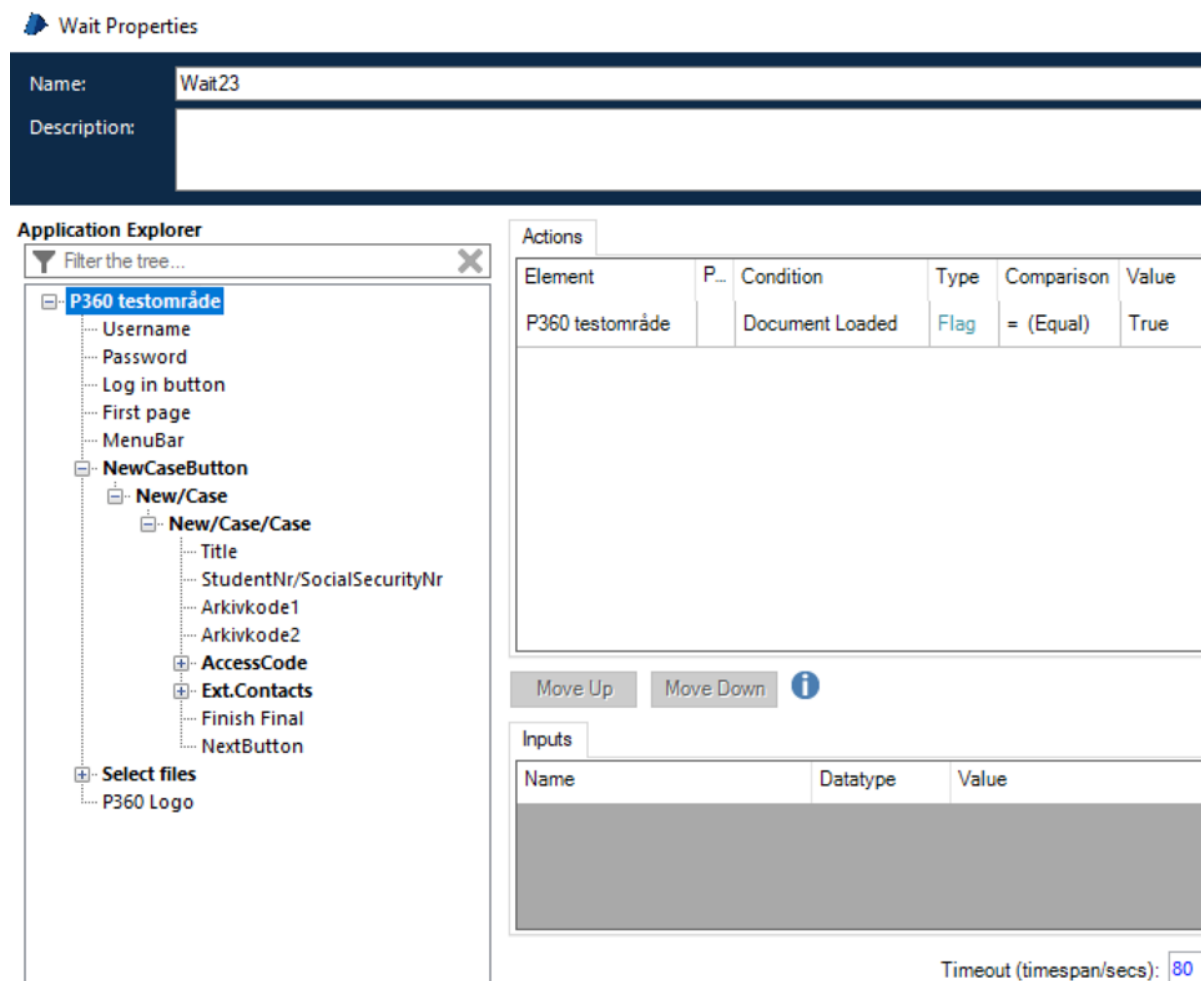 Wait Properties
Name: Wait23
Description:
Application Explorer
Filter the tree...
P360 testområde
Username
Password
Log in button
First page
MenuBar
NewCaseButton
New/Case
New/Case/Case
Title
StudentNr/SocialSecurityNr
Arkivkode1
Arkivkode2
AccessCode
Ext.Contacts
Finish Final
NextButton
Select files
P360 Logo
Actions
Element P... Condition Type Comparison Value
P360 testområde Document Loaded Flag = (Equal) True
Move Up Move Down i
Inputs
Name Datatype Value
Timeout (timespan/secs): 80